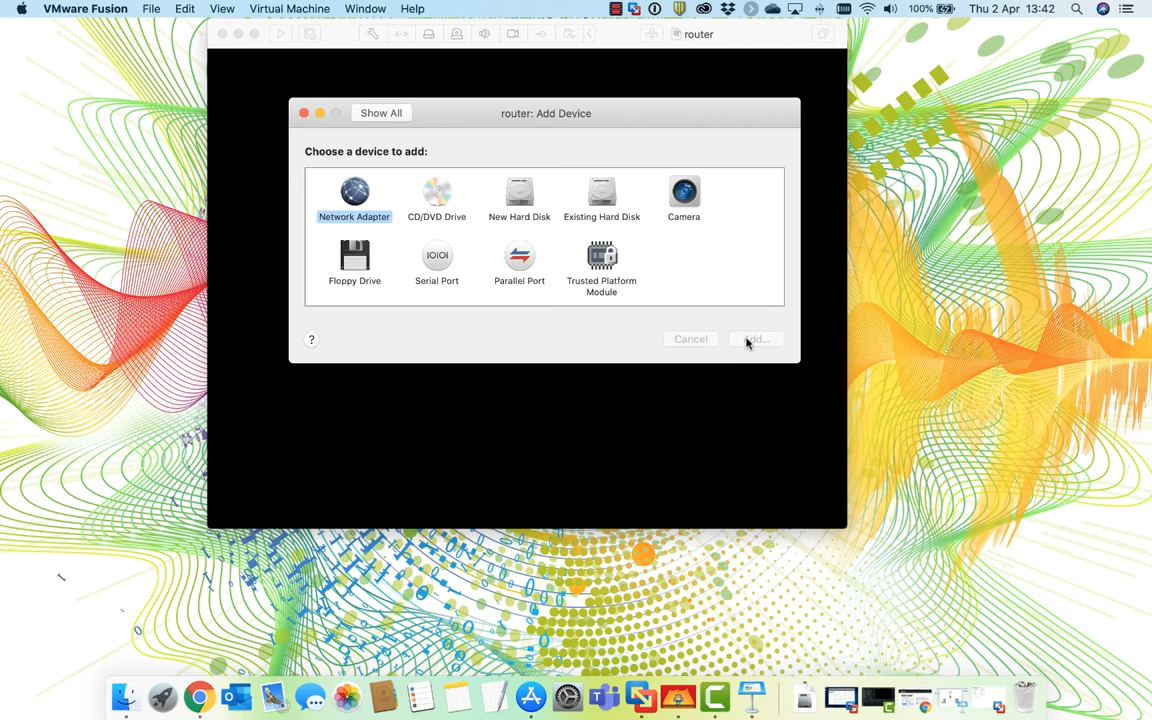 VMware Fusion File Edit View Virtual Machine Window Help 100% Thu 2 Apr 13:42
router
Show All router: Add Device
Choose a device to add:
Network Adapter CD/DVD Drive New Hard Disk Existing Hard Disk Camera
IOIOI
Floppy Drive Serial Port Parallel Port Trusted Platform
Module
? Cancel Add...